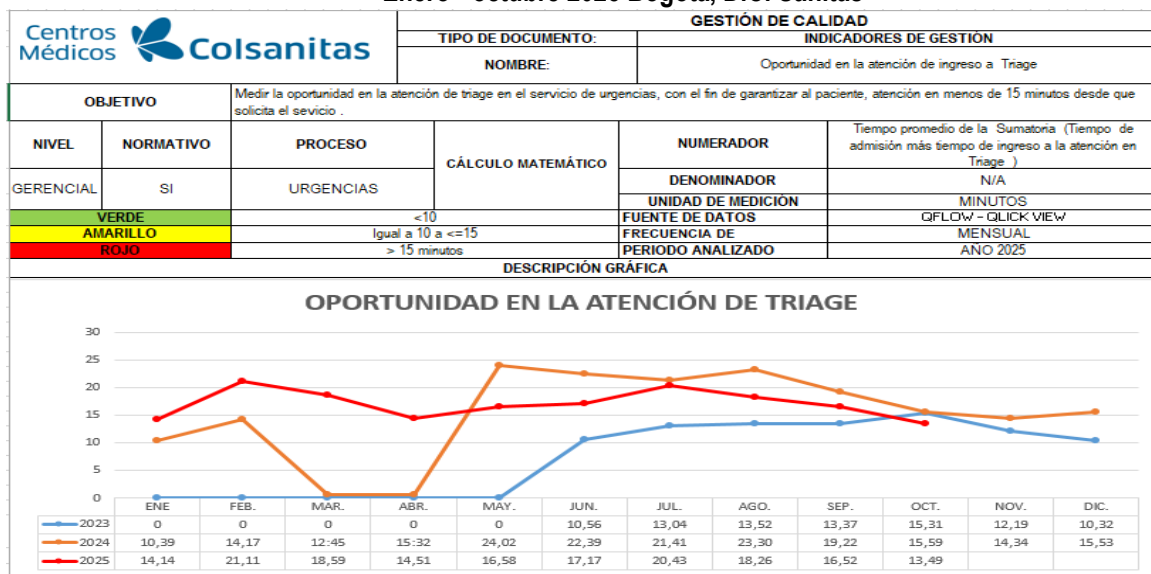 Centros
Médicos Colsanitas
GESTIÓN DE CALIDAD
TIPO DE DOCUMENTO: INDICADORES DE GESTIÓN
NOMBRE: Oportunidad en la atención de ingreso a Triage
OBJETIVO Medir la oportunidad en la atención de triage en el servicio de urgencias, con el fin de garantizar al paciente, atención en menos de 15 minutos desde que
solicita el sevicio .
NIVEL NORMATIVO PROCESO CÁLCULO MATEMÁTICO NUMERADOR Tiempo promedio de la Sumatoria (Tiempo de
admisión más tiempo de ingreso a la atención en
Triage )
GERENCIAL SI URGENCIAS DENOMINADOR N/A
UNIDAD DE MEDICIÓN MINUTOS
VERDE <10 FUENTE DE DATOS QFLOW - QLICK VIEW
AMARILLO Igual a 10 a <=15 FRECUENCIA DE MENSUAL
ROJO > 15 minutos PERIODO ANALIZADO AÑO 2025
DESCRIPCIÓN GRÁFICA
OPORTUNIDAD EN LA ATENCIÓN DE TRIAGE
30
25
20
15
10
5
0
ENE FEB. MAR. ABR. MAY. JUN. JUL. AGO. SEP. OCT. NOV. DIC.
2023 0 0 0 0 0 10,56 13,04 13,52 13,37 15,31 12,19 10,32
2024 10,39 14,17 12:45 15:32 24,02 22,39 21,41 23,30 19,22 15,59 14,34 15,53
2025 14,14 21,11 18,59 14,51 16,58 17,17 20,43 18,26 16,52 13,49